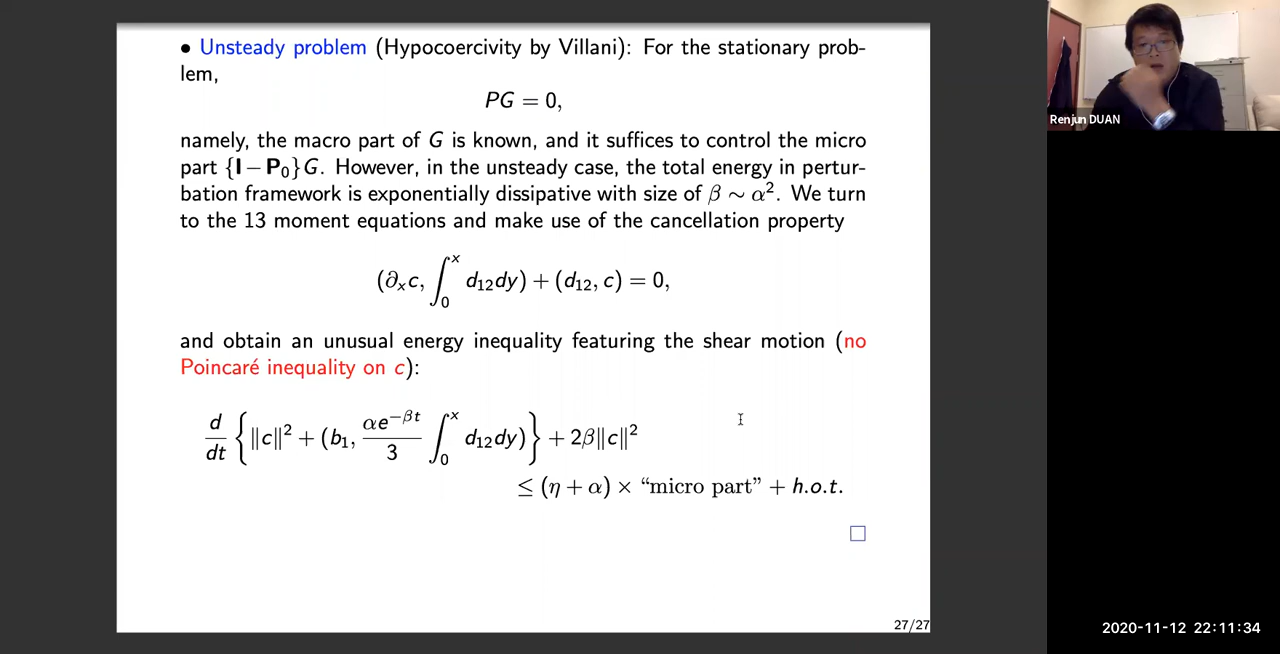 • Unsteady problem (Hypocoercivity by Villani): For the stationary prob-
lem,
PG = 0,
namely, the macro part of G is known, and it suffices to control the micro
part {I − P₀}G. However, in the unsteady case, the total energy in pertur-
bation framework is exponentially dissipative with size of β ∼ α². We turn
to the 13 moment equations and make use of the cancellation property
(∂ₓc, ∫₀ˣ d₁₂dy) + (d₁₂, c) = 0,
and obtain an unusual energy inequality featuring the shear motion (no
Poincaré inequality on c):
d/dt {‖c‖² + (b₁, αe^{−βt}/3 ∫₀ˣ d₁₂dy)} + 2β‖c‖²
≤ (η + α) × “micro part” + h.o.t.
□
27/27
Renjun DUAN
2020-11-12 22:11:34